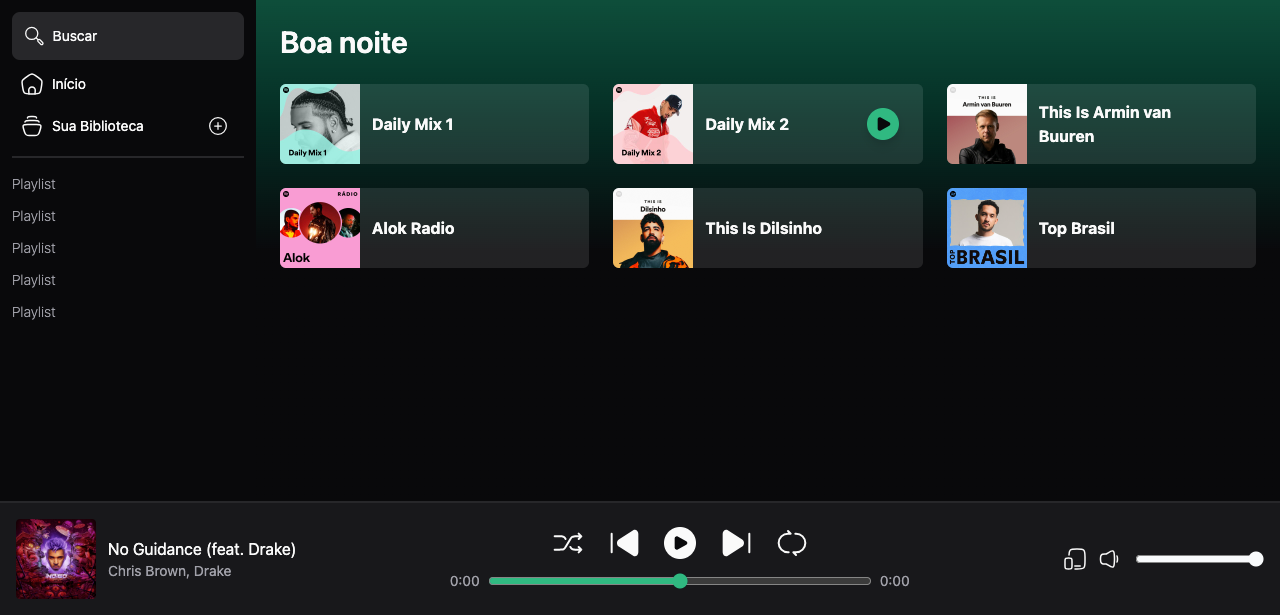 Buscar
Início
Sua Biblioteca
Playlist
Playlist
Playlist
Playlist
Playlist
Boa noite
Daily Mix 1
Daily Mix 1
Daily Mix 2
Daily Mix 2
THIS IS
Armin van Buuren
This Is Armin van
Buuren
RÁDIO
Alok
Alok Radio
THIS IS
Dilsinho
This Is Dilsinho
TOP
BRASIL
Top Brasil
No Guidance (feat. Drake)
Chris Brown, Drake
0:00
0:00